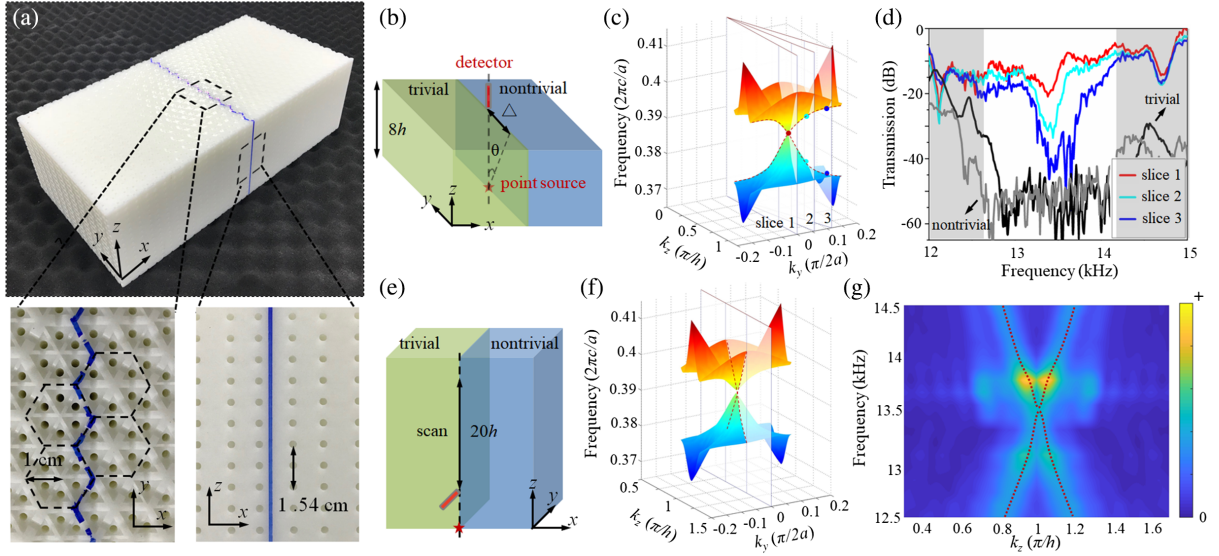 (a)
y
z
x
1 cm
y
x
z
x
1.54 cm
(b)
detector
trivial
nontrivial
△
8h
θ
point source
y
z
x
(c)
Frequency (2πc/a)
0.41
0.4
0.39
0.38
0.37
0
0.5
1
k_z (π/h)
slice 1
2
3
-0.2
-0.1
0
0.1
0.2
k_y (π/2a)
(d)
Transmission (dB)
0
-20
-40
-60
trivial
nontrivial
slice 1
slice 2
slice 3
12
13
14
15
Frequency (kHz)
(e)
trivial
nontrivial
scan
20h
z
y
x
(f)
Frequency (2πc/a)
0.41
0.4
0.39
0.38
0.37
0.5
1
1.5
k_z (π/h)
-0.2
-0.1
0
0.1
0.2
k_y (π/2a)
(g)
Frequency (kHz)
14.5
14
13.5
13
12.5
0.4
0.6
0.8
1
1.2
1.4
1.6
k_z (π/h)
+
0